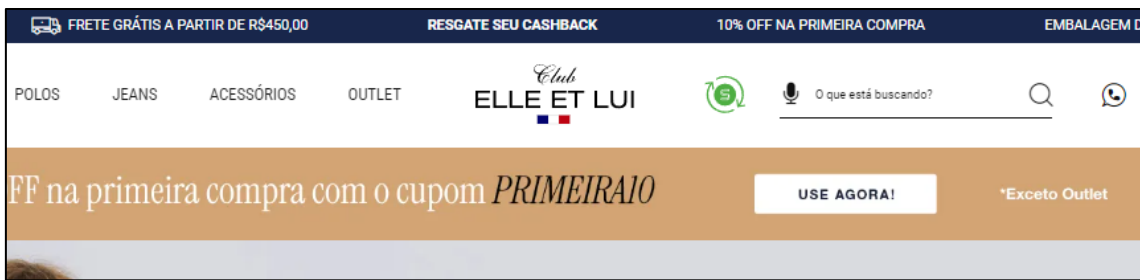 FRETE GRÁTIS A PARTIR DE R$450,00 RESGATE SEU CASHBACK 10% OFF NA PRIMEIRA COMPRA EMBALAGEM
POLOS JEANS ACESSÓRIOS OUTLET
Club
ELLE ET LUI
O que está buscando?
FF na primeira compra com o cupom PRIMEIRA10 USE AGORA! *Exceto Outlet